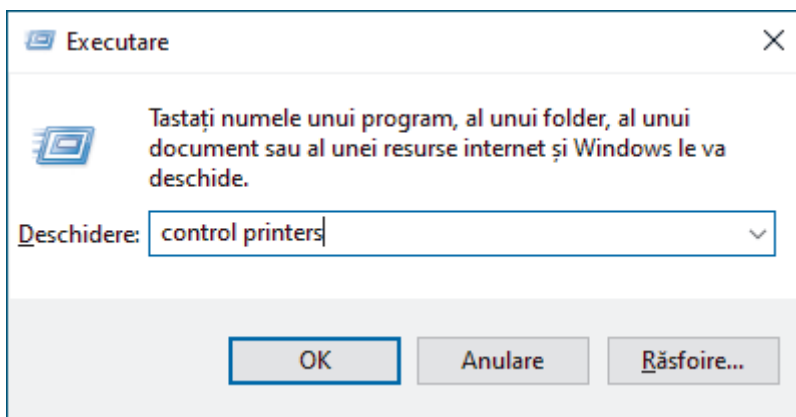 Executare
Tastați numele unui program, al unui folder, al unui
document sau al unei resurse internet și Windows le va
deschide.
Deschidere: control printers
OK Anulare Răsfoire...